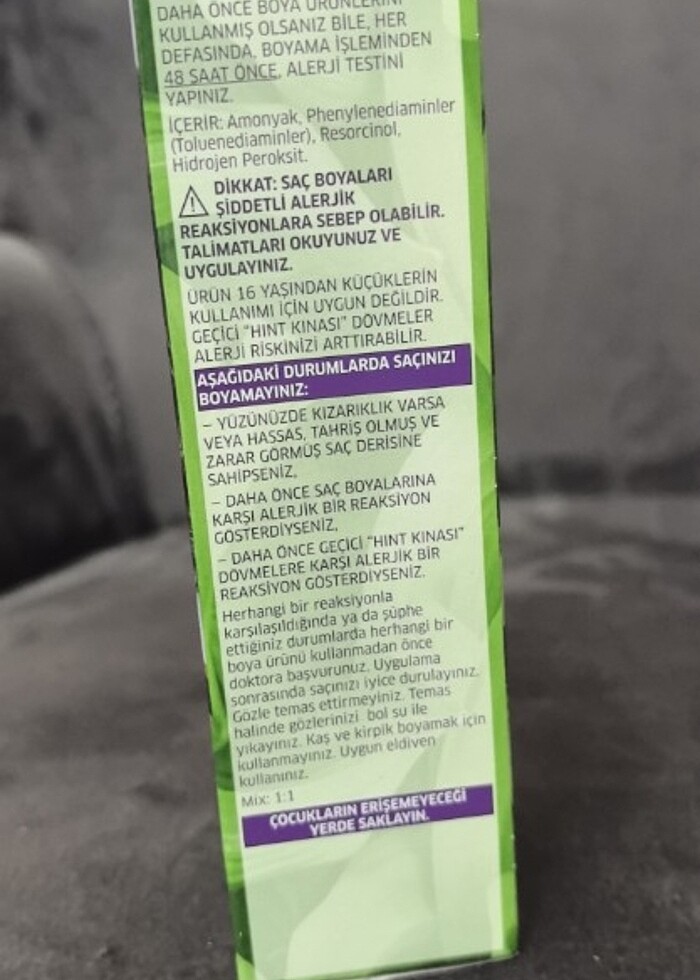 DAHA ÖNCE BOYA ÜRÜNLERİNİ
KULLANMIŞ OLSANIZ BİLE, HER
DEFASINDA, BOYAMA İŞLEMİNDEN
48 SAAT ÖNCE, ALERJİ TESTİNİ
YAPINIZ.
İÇERİR: Amonyak, Phenylenediaminler
(Toluenediaminler), Resorcinol,
Hidrojen Peroksit.
DİKKAT: SAÇ BOYALARI
ŞİDDETLİ ALERJİK
REAKSİYONLARA SEBEP OLABİLİR.
TALİMATLARI OKUYUNUZ VE
UYGULAYINIZ.
ÜRÜN 16 YAŞINDAN KÜÇÜKLERİN
KULLANIMI İÇİN UYGUN DEĞİLDİR.
GEÇİCİ "HİNT KINASI" DÖVMELER
ALERJİ RİSKİNİZİ ARTTIRABİLİR.
AŞAĞIDAKİ DURUMLARDA SAÇINIZI
BOYAMAYINIZ:
– YÜZÜNÜZDE KIZARIKLIK VARSA
VEYA HASSAS, TAHRİŞ OLMUŞ VE
ZARAR GÖRMÜŞ SAÇ DERİSİNE
SAHİPSENİZ,
– DAHA ÖNCE SAÇ BOYALARINA
KARŞI ALERJİK BİR REAKSİYON
GÖSTERDİYSENİZ,
– DAHA ÖNCE GEÇİCİ "HİNT KINASI"
DÖVMELERE KARŞI ALERJİK BİR
REAKSİYON GÖSTERDİYSENİZ.
Herhangi bir reaksiyonla
karşılaşıldığında ya da şüphe
ettiğiniz durumlarda herhangi bir
boya ürünü kullanmadan önce
doktora başvurunuz. Uygulama
sonrasında saçınızı iyice durulayınız.
Gözle temas ettirmeyiniz. Temas
halinde gözlerinizi bol su ile
yıkayınız. Kaş ve kirpik boyamak için
kullanmayınız. Uygun eldiven
kullanınız.
Mix: 1:1
ÇOCUKLARIN ERİŞEMEYECEĞİ
YERDE SAKLAYIN.